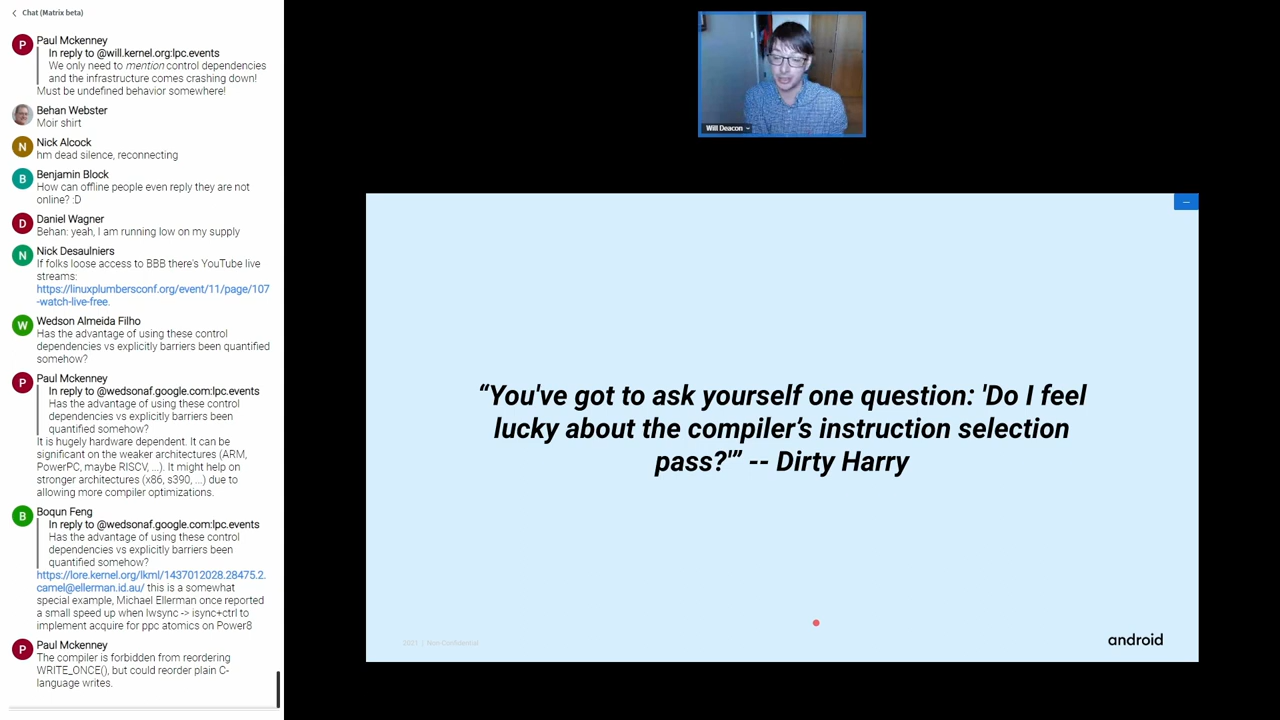 Chat (Matrix beta)
P
Paul Mckenney
In reply to @will.kernel.org:lpc.events
We only need to mention control dependencies
and the infrastructure comes crashing down!
Must be undefined behavior somewhere!
Behan Webster
Moir shirt
N
Nick Alcock
hm dead silence, reconnecting
B
Benjamin Block
How can offline people even reply they are not
online? :D
D
Daniel Wagner
Behan: yeah, I am running low on my supply
N
Nick Desaulniers
If folks loose access to BBB there's YouTube live
streams:
https://linuxplumbersconf.org/event/11/page/107
-watch-live-free.
W
Wedson Almeida Filho
Has the advantage of using these control
dependencies vs explicitly barriers been quantified
somehow?
P
Paul Mckenney
In reply to @wedsonaf.google.com:lpc.events
Has the advantage of using these control
dependencies vs explicitly barriers been
quantified somehow?
It is hugely hardware dependent. It can be
significant on the weaker architectures (ARM,
PowerPC, maybe RISCV, ...). It might help on
stronger architectures (x86, s390, ...) due to
allowing more compiler optimizations.
B
Boqun Feng
In reply to @wedsonaf.google.com:lpc.events
Has the advantage of using these control
dependencies vs explicitly barriers been
quantified somehow?
https://lore.kernel.org/lkml/1437012028.28475.2.
camel@ellerman.id.au/ this is a somewhat
special example, Michael Ellerman once reported
a small speed up when lwsync -> isync+ctrl to
implement acquire for ppc atomics on Power8
P
Paul Mckenney
The compiler is forbidden from reordering
WRITE_ONCE(), but could reorder plain C-
language writes.
Will Deacon
“You've got to ask yourself one question: 'Do I feel
lucky about the compiler’s instruction selection
pass?'” -- Dirty Harry
2021 | Non-Confidential
android